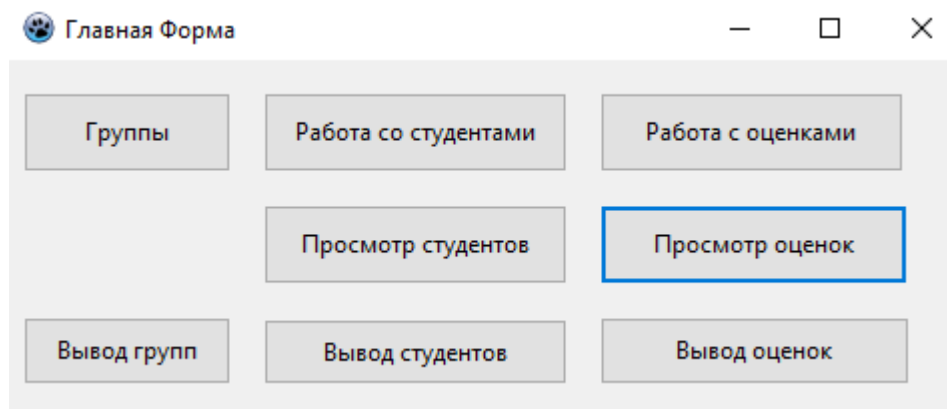 Главная Форма
Группы
Работа со студентами
Работа с оценками
Просмотр студентов
Просмотр оценок
Вывод групп
Вывод студентов
Вывод оценок